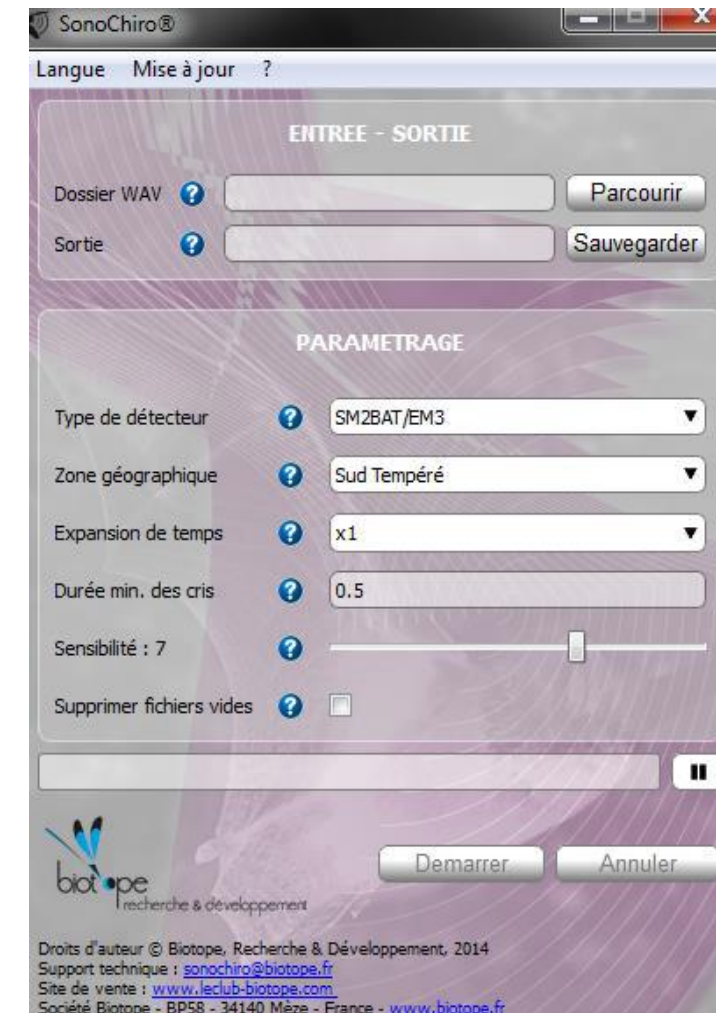 SonoChiro®
Langue Mise à jour ?
ENTREE - SORTIE
Dossier WAV ? Parcourir
Sortie ? Sauvegarder
PARAMETRAGE
Type de détecteur ? SM2BAT/EM3
Zone géographique ? Sud Tempéré
Expansion de temps ? x1
Durée min. des cris ? 0.5
Sensibilité : 7 ?
Supprimer fichiers vides ?
biotope
recherche & développement
Demarrer Annuler
Droits d'auteur © Biotope, Recherche & Développement, 2014
Support technique : sonochiro@biotope.fr
Site de vente : www.leclub-biotope.com
Société Biotope - BP58 - 34140 Mèze - France - www.biotope.fr